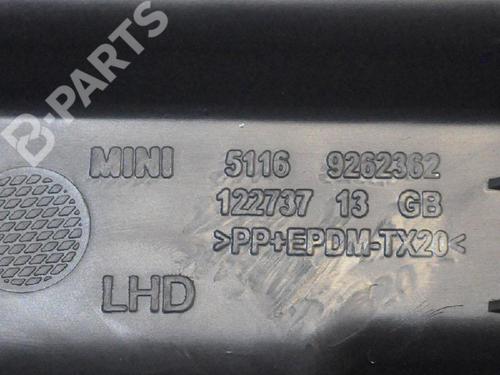 B-PARTS
MINI 5116 9262362
122737 13 GB
>PP+EPDM-TX20<
LHD